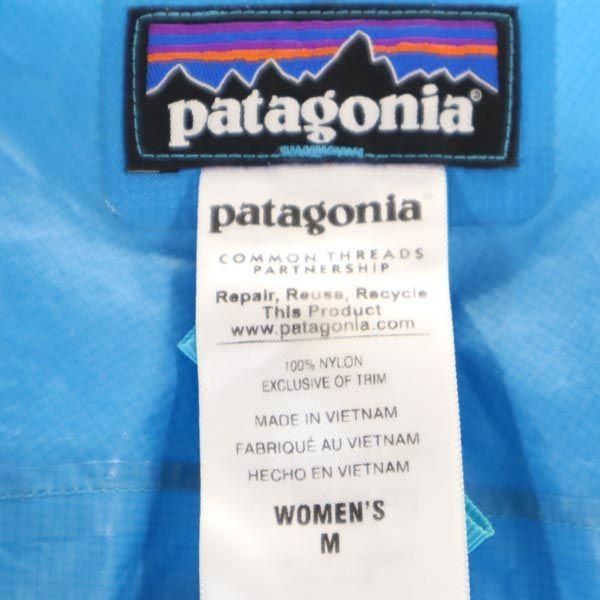 patagonia®
patagonia®
COMMON THREADS
PARTNERSHIP
Repair, Reuse, Recycle
This Product
www.patagonia.com
100% NYLON
EXCLUSIVE OF TRIM
MADE IN VIETNAM
FABRIQUÉ AU VIETNAM
HECHO EN VIETNAM
WOMEN'S
M